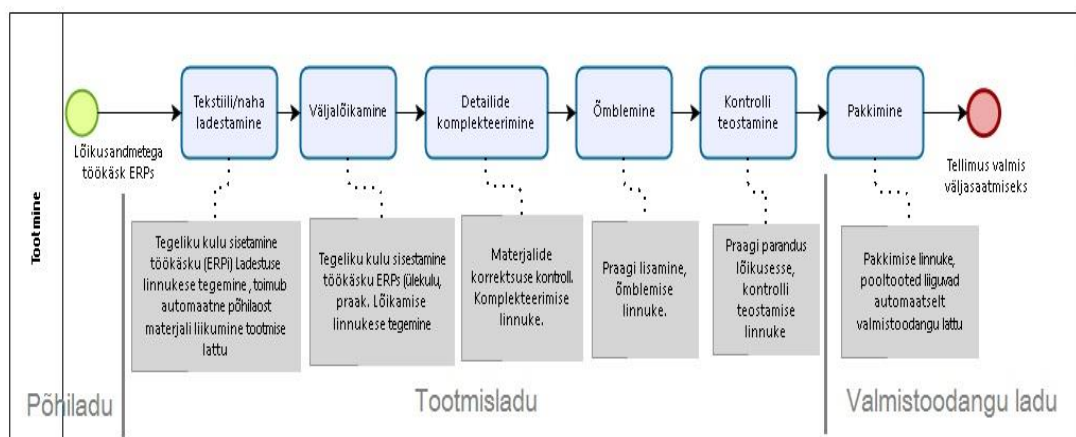 Tootmine
Lõikusandmetega
töökäsk ERPs
Tekstiili/naha
ladestamine
Väljalõikamine
Detailide
komplekteerimine
Õmblemine
Kontrolli
teostamine
Pakkimine
Tellimus valmis
väljasaatmiseks
Tegeliku kulu sisetamine
töökäsku (ERPi) Ladestuse
linnukese tegemine , toimub
automaatne põhilaost
materjali liikumine tootmise
lattu
Tegeliku kulu sisestamine
töökäsku ERPs (ülekulu,
praak. Lõikamise
linnukese tegemine
Materjalide
korrektsuse kontroll.
Komplekteerimise
linnuke.
Praagi lisamine,
õmblemise
linnuke.
Praagi parandus
lõikusesse,
kontrolli
teostamise
linnuke
Pakkimise linnuke,
pooltooted liiguvad
automaatselt
valmistoodangu lattu
Põhiladu
Tootmisladu
Valmistoodangu ladu